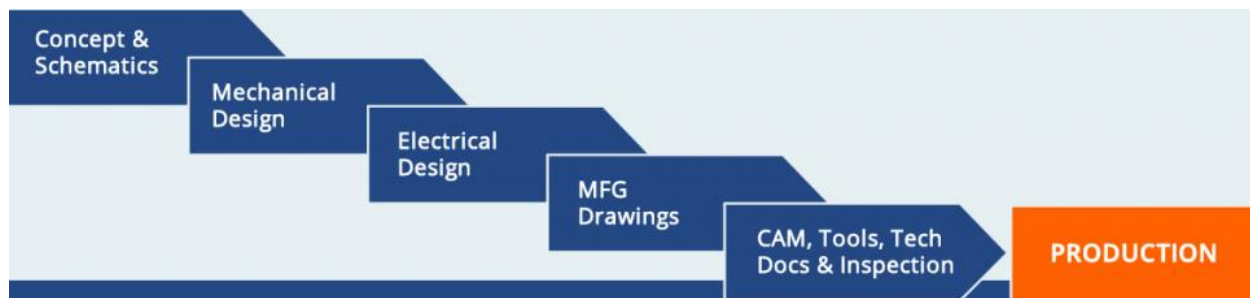 Concept &
Schematics
Mechanical
Design
Electrical
Design
MFG
Drawings
CAM, Tools, Tech
Docs & Inspection
PRODUCTION